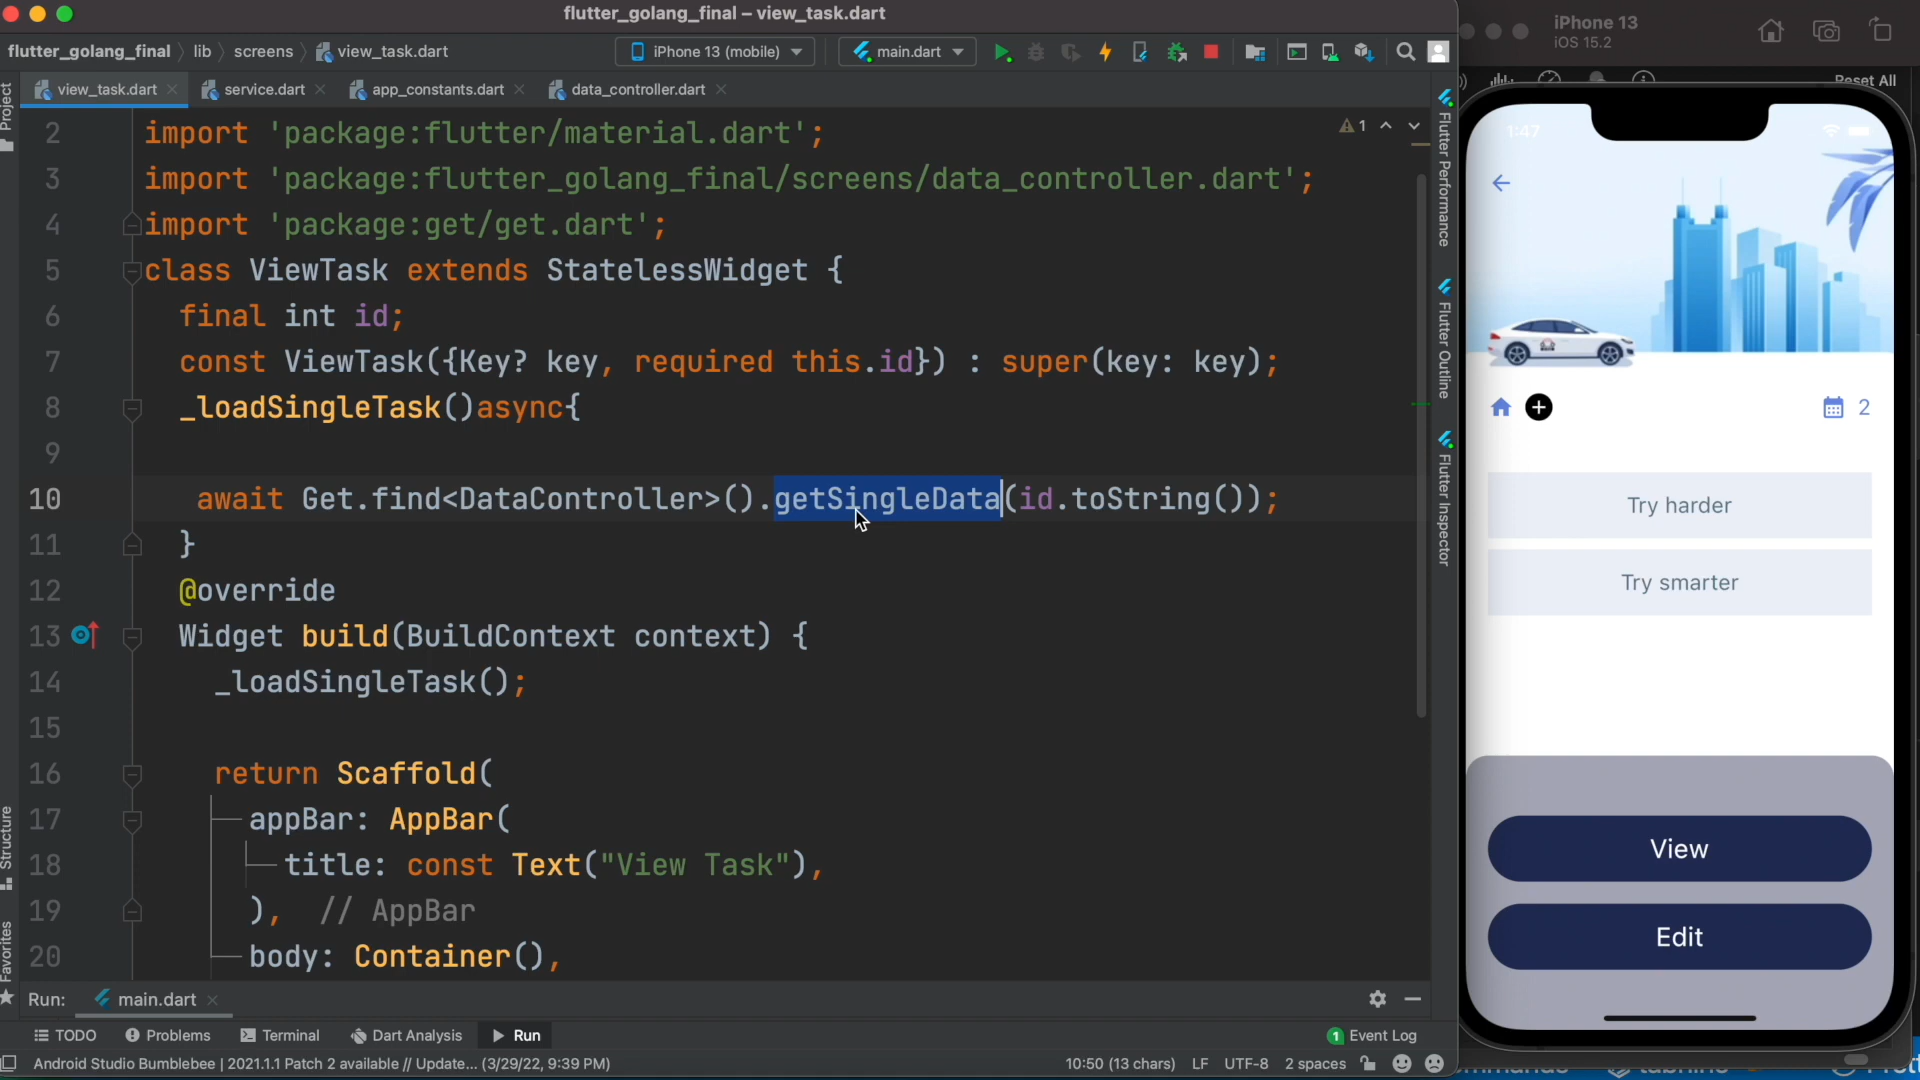 flutter_golang_final – view_task.dart
flutter_golang_final lib screens view_task.dart iPhone 13 (mobile) main.dart
view_task.dart service.dart app_constants.dart data_controller.dart
Project
1
2 import 'package:flutter/material.dart';
3 import 'package:flutter_golang_final/screens/data_controller.dart';
4 import 'package:get/get.dart';
5 class ViewTask extends StatelessWidget {
6 final int id;
7 const ViewTask({Key? key, required this.id}) : super(key: key);
8 _loadSingleTask()async{
9
10 await Get.find<DataController>().getSingleData(id.toString());
11 }
12 @override
13 Widget build(BuildContext context) {
14 _loadSingleTask();
15
16 return Scaffold(
17 appBar: AppBar(
18 title: const Text("View Task"),
19 ), // AppBar
20 body: Container(),
Structure
Favorites
Flutter Performance
Flutter Outline
Flutter Inspector
Run: main.dart
TODO Problems Terminal Dart Analysis Run 1 Event Log
Android Studio Bumblebee | 2021.1.1 Patch 2 available // Update... (3/29/22, 9:39 PM) 10:50 (13 chars) LF UTF-8 2 spaces
iPhone 13
iOS 15.2
Reset All
1:47
2
Try harder
Try smarter
View
Edit